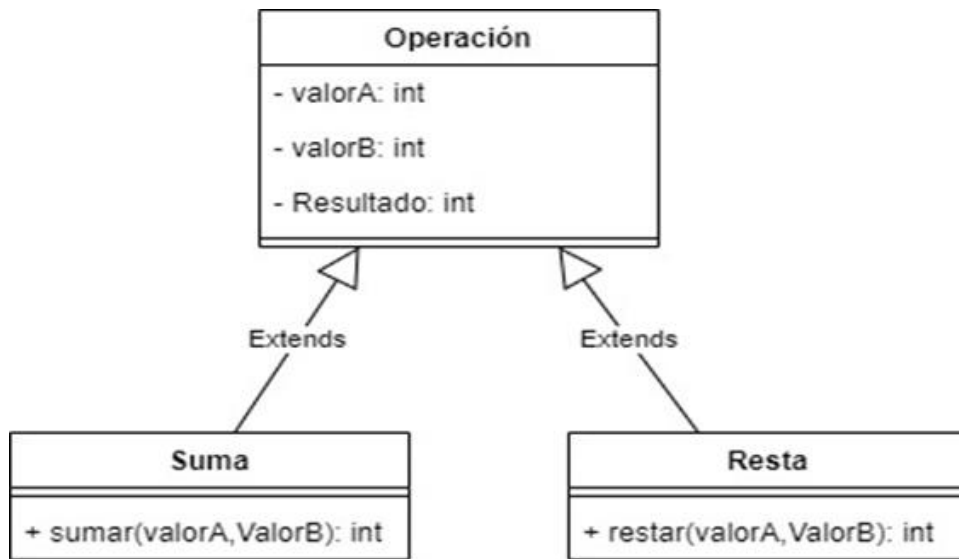 Operación
- valorA: int
- valorB: int
- Resultado: int
Extends
Extends
Suma
+ sumar(valorA,ValorB): int
Resta
+ restar(valorA,ValorB): int